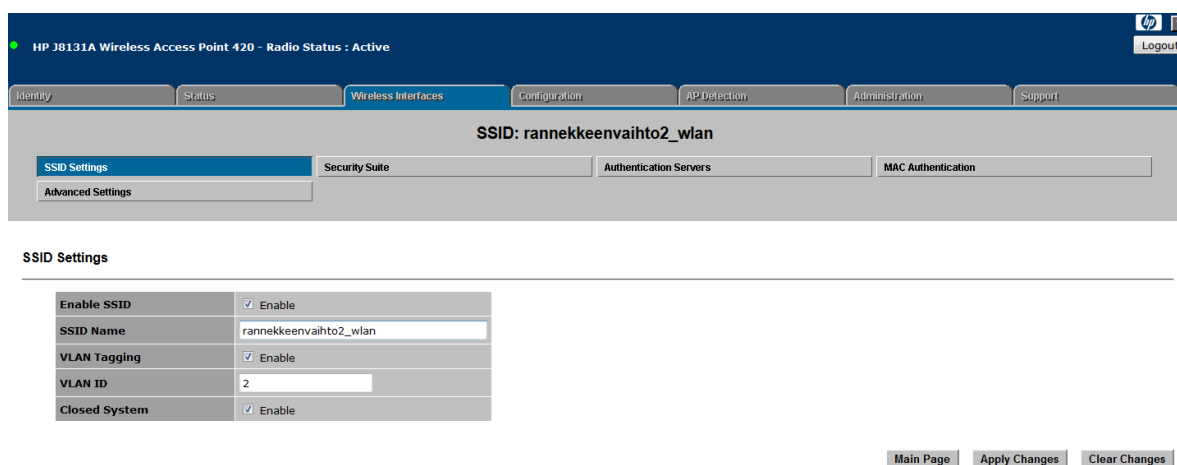 hp
HP J8131A Wireless Access Point 420 - Radio Status : Active
Logout
Identity Status Wireless Interfaces Configuration AP Detection Administration Support
SSID: rannekkeenvaihto2_wlan
SSID Settings Security Suite Authentication Servers MAC Authentication
Advanced Settings
SSID Settings
Enable SSID Enable
SSID Name rannekkeenvaihto2_wlan
VLAN Tagging Enable
VLAN ID 2
Closed System Enable
Main Page Apply Changes Clear Changes